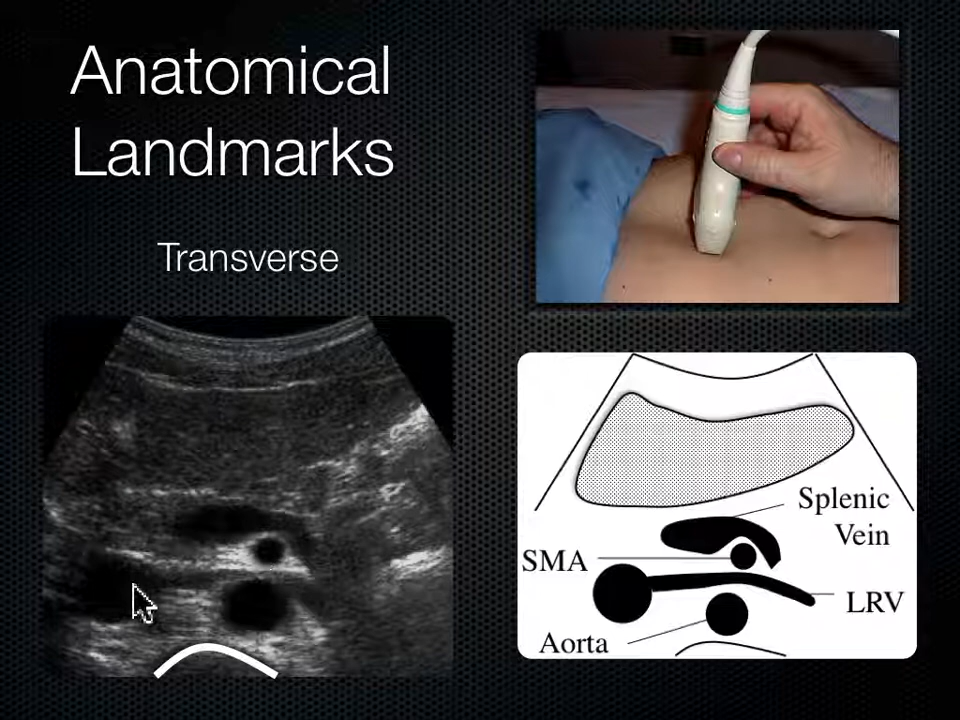 Anatomical
Landmarks
Transverse
Splenic
Vein
SMA
LRV
Aorta